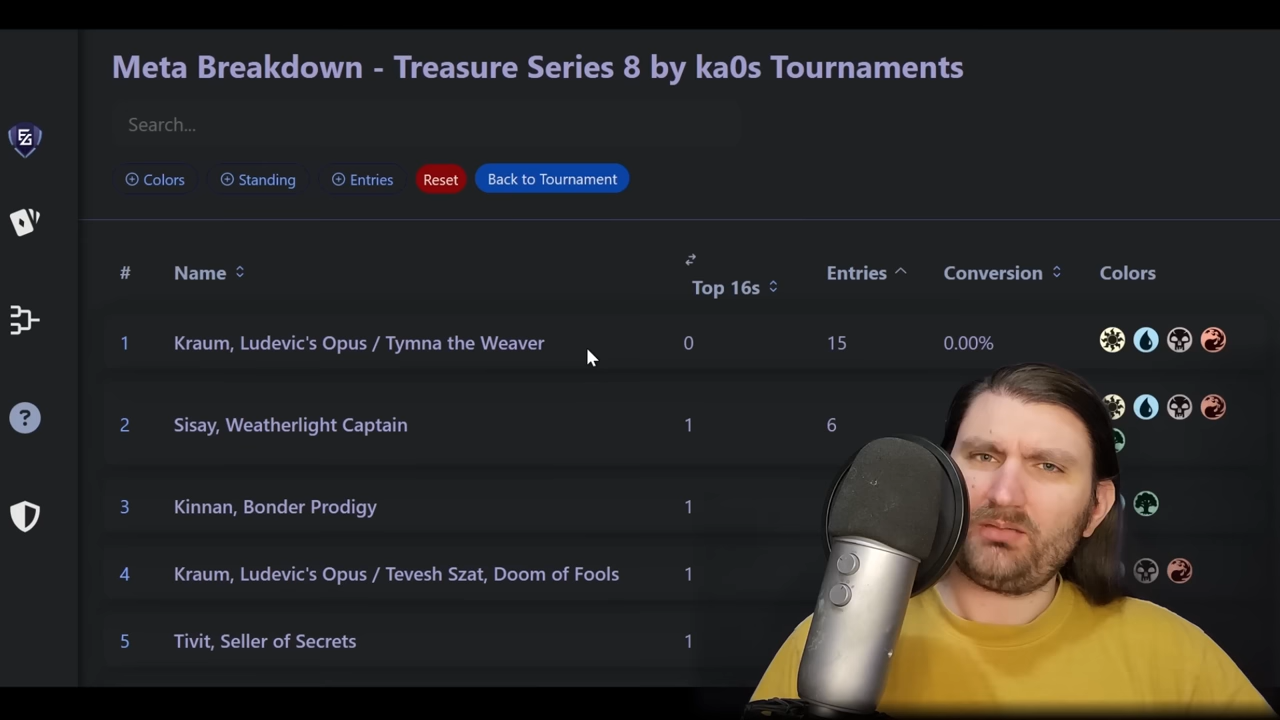 Meta Breakdown - Treasure Series 8 by ka0s Tournaments
Search...
Colors Standing Entries Reset Back to Tournament
# Name Top 16s Entries Conversion Colors
1 Kraum, Ludevic's Opus / Tymna the Weaver 0 15 0.00%
2 Sisay, Weatherlight Captain 1 6
3 Kinnan, Bonder Prodigy 1
4 Kraum, Ludevic's Opus / Tevesh Szat, Doom of Fools 1
5 Tivit, Seller of Secrets 1
?